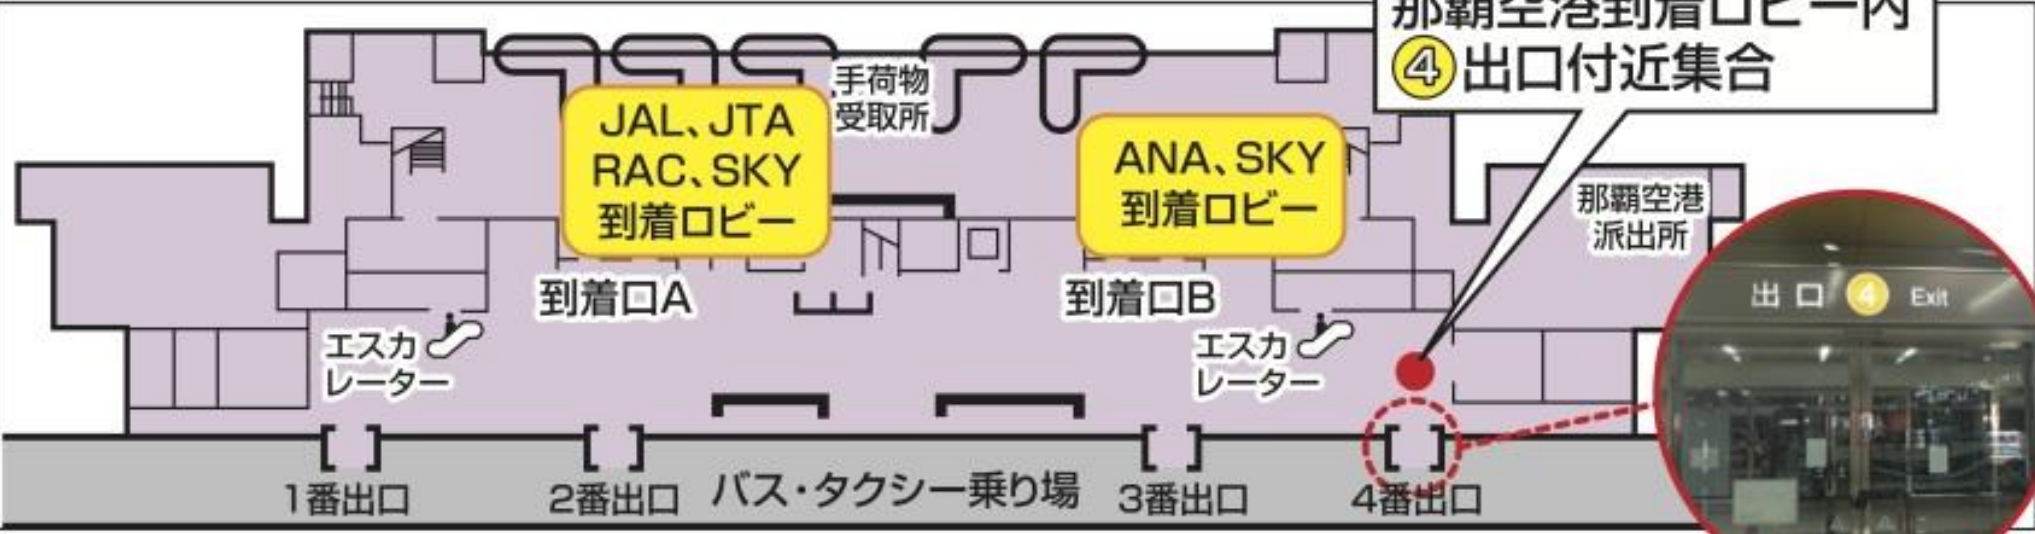 那覇空港到着ロビー内
④出口付近集合
手荷物
受取所
JAL、JTA
RAC、SKY
到着ロビー
ANA、SKY
到着ロビー
那覇空港
派出所
到着口A
到着口B
出口 ④ Exit
エスカ
レーター
エスカ
レーター
1番出口
2番出口
バス・タクシー乗り場
3番出口
4番出口